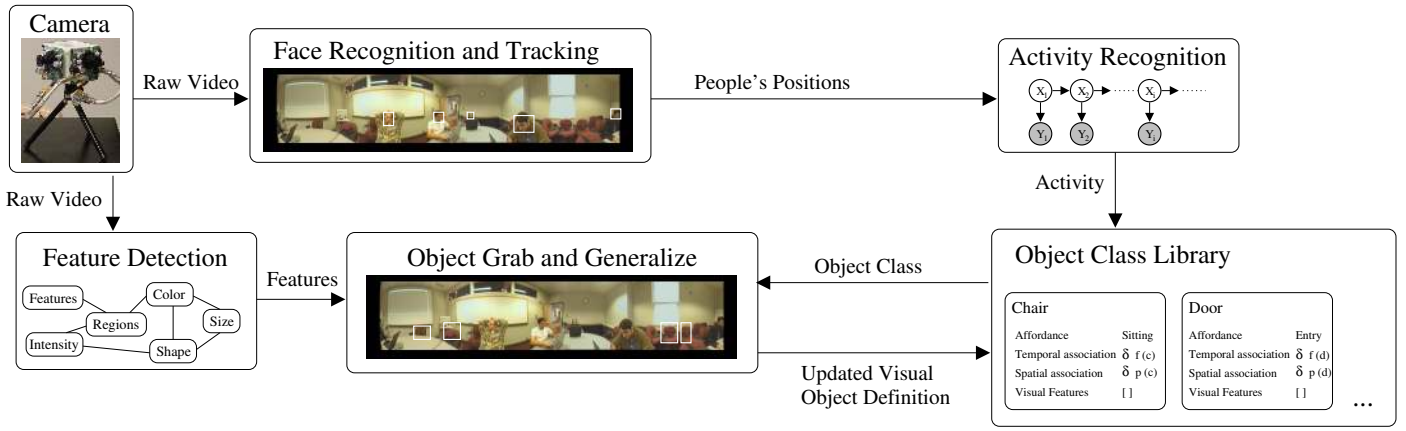 Camera
Raw Video
Face Recognition and Tracking
People's Positions
Activity Recognition
X1 X2 ...... Xi ......
Y1 Y2 Yi
Raw Video
Activity
Feature Detection
Features
Color
Regions
Size
Intensity
Shape
Features
Object Grab and Generalize
Object Class
Updated Visual
Object Definition
Object Class Library
Chair
Affordance Sitting
Temporal association δ f (c)
Spatial association δ p (c)
Visual Features [ ]
Door
Affordance Entry
Temporal association δ f (d)
Spatial association δ p (d)
Visual Features [ ]
...